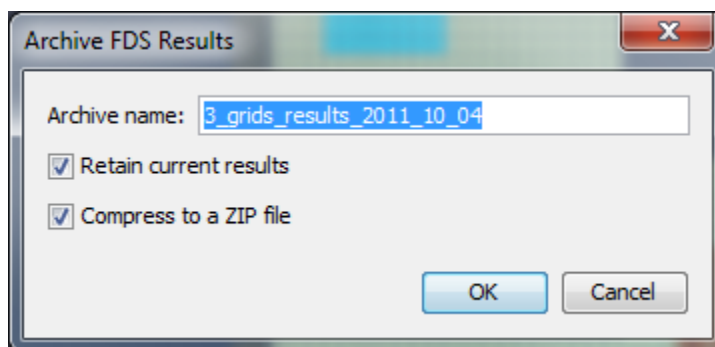 Archive FDS Results
Archive name: 3_grids_results_2011_10_04
Retain current results
Compress to a ZIP file
OK Cancel